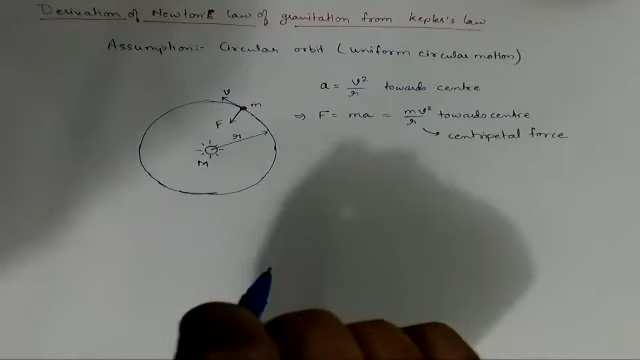 Derivation of Newton's law of gravitation from Kepler's law
Assumption:- Circular orbit (uniform circular motion)
a = v²/r towards centre
⇒ F = ma = mv²/r towards centre
centripetal force
v
m
F
r
M